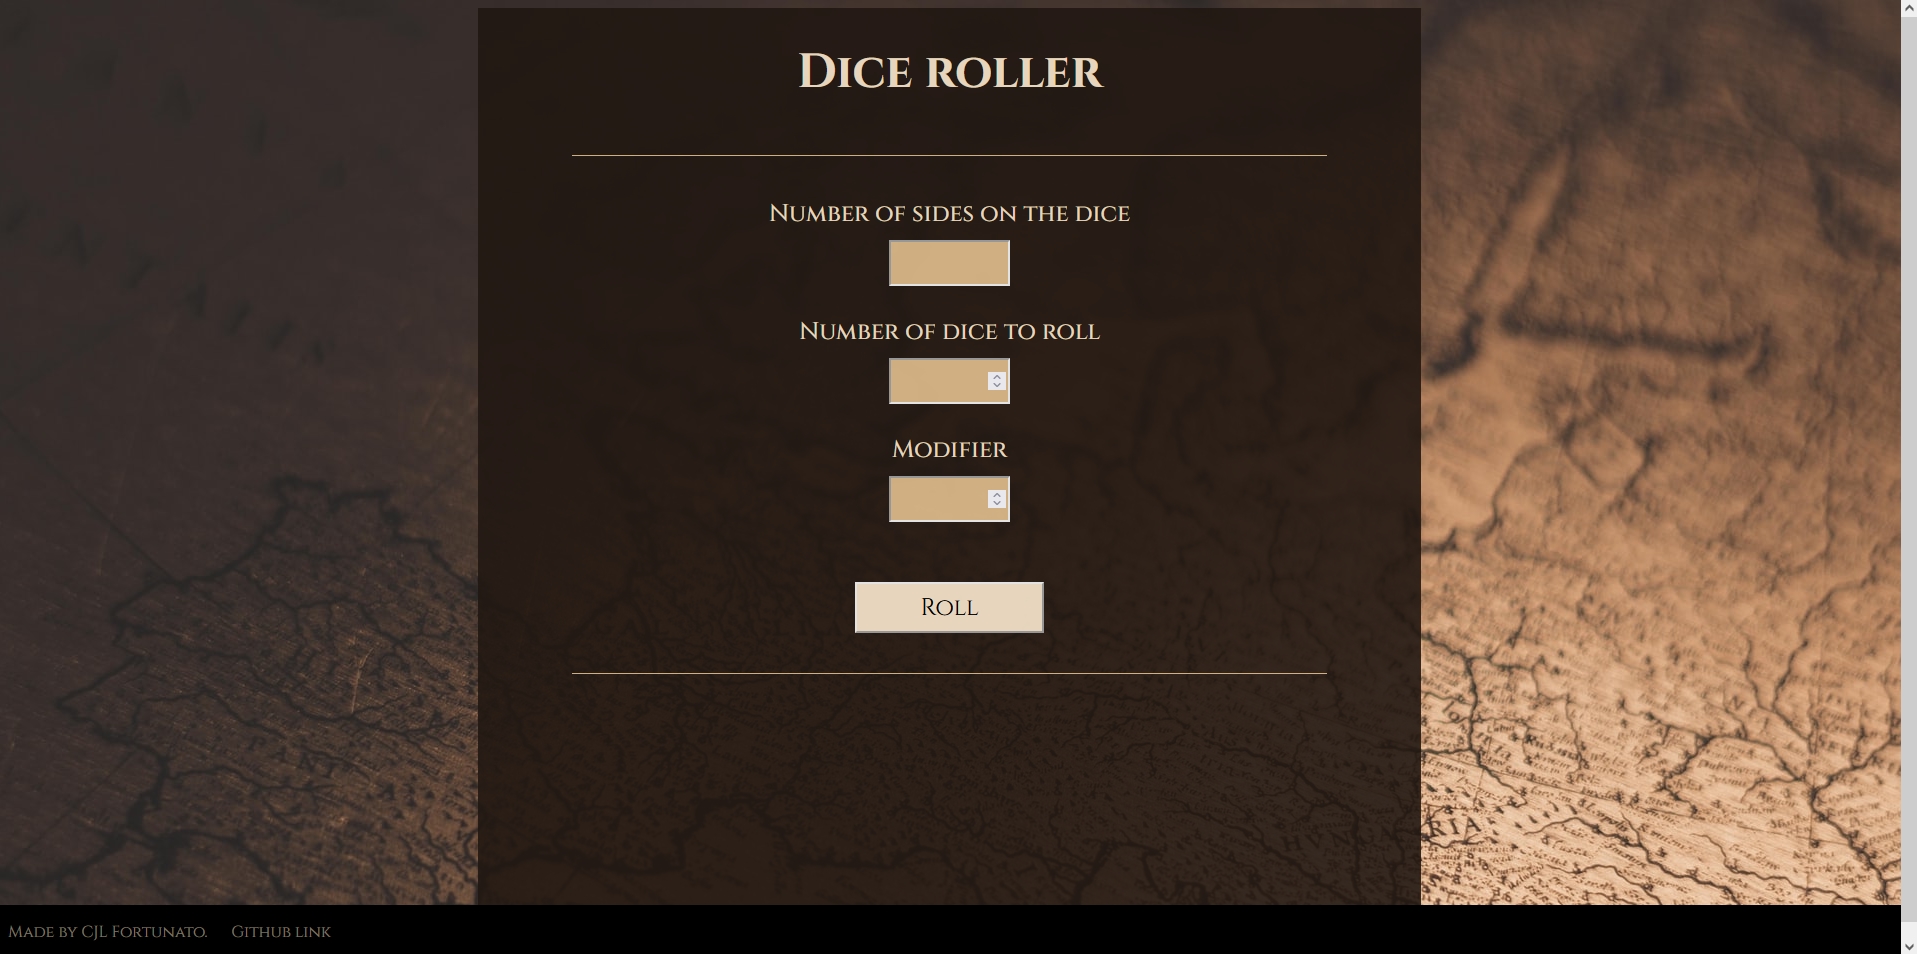 Dice roller
Number of sides on the dice
Number of dice to roll
Modifier
Roll
RIA
Made by CJL Fortunato. Github link